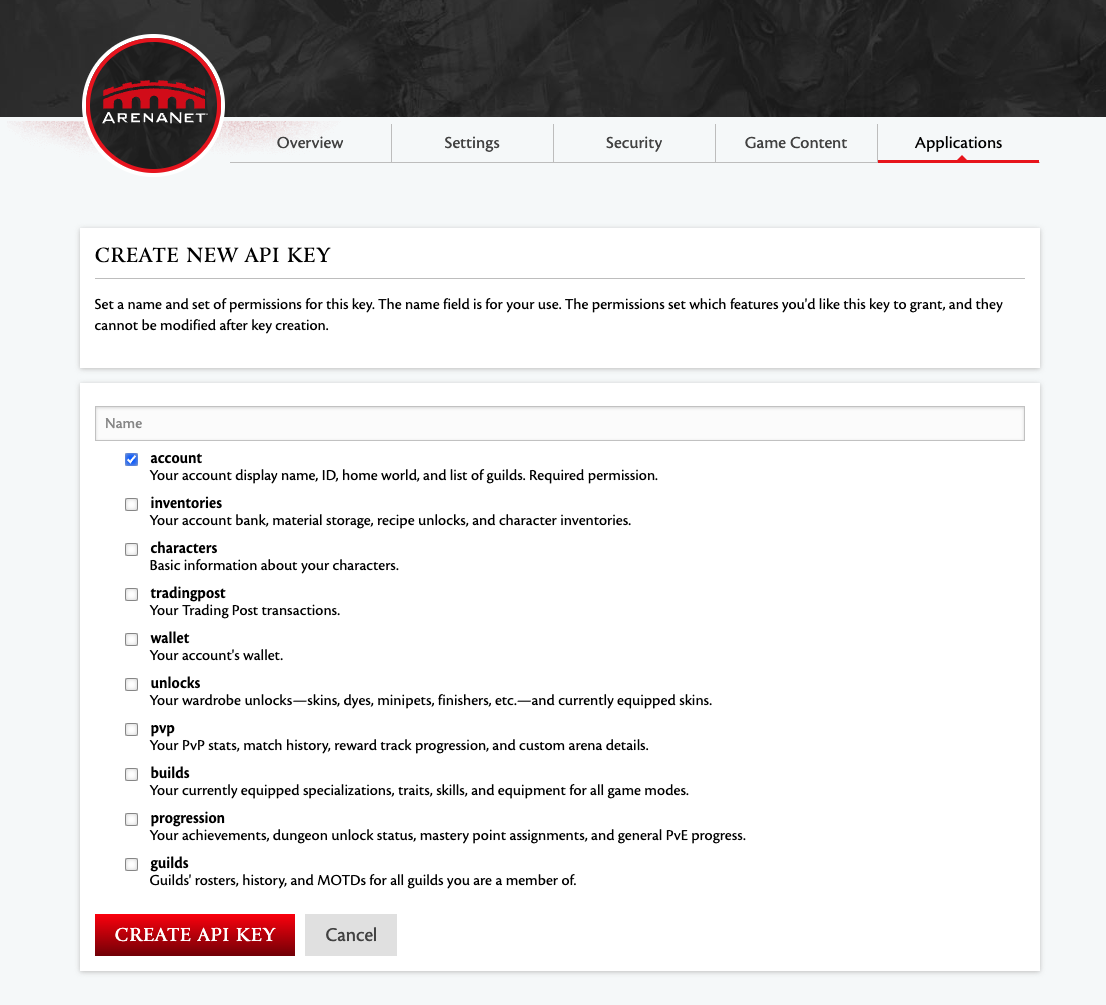 ARENANET
Overview
Settings
Security
Game Content
Applications
CREATE NEW API KEY
Set a name and set of permissions for this key. The name field is for your use. The permissions set which features you'd like this key to grant, and they
cannot be modified after key creation.
Name
account
Your account display name, ID, home world, and list of guilds. Required permission.
inventories
Your account bank, material storage, recipe unlocks, and character inventories.
characters
Basic information about your characters.
tradingpost
Your Trading Post transactions.
wallet
Your account's wallet.
unlocks
Your wardrobe unlocks—skins, dyes, minipets, finishers, etc.—and currently equipped skins.
pvp
Your PvP stats, match history, reward track progression, and custom arena details.
builds
Your currently equipped specializations, traits, skills, and equipment for all game modes.
progression
Your achievements, dungeon unlock status, mastery point assignments, and general PvE progress.
guilds
Guilds' rosters, history, and MOTDs for all guilds you are a member of.
CREATE API KEY
Cancel